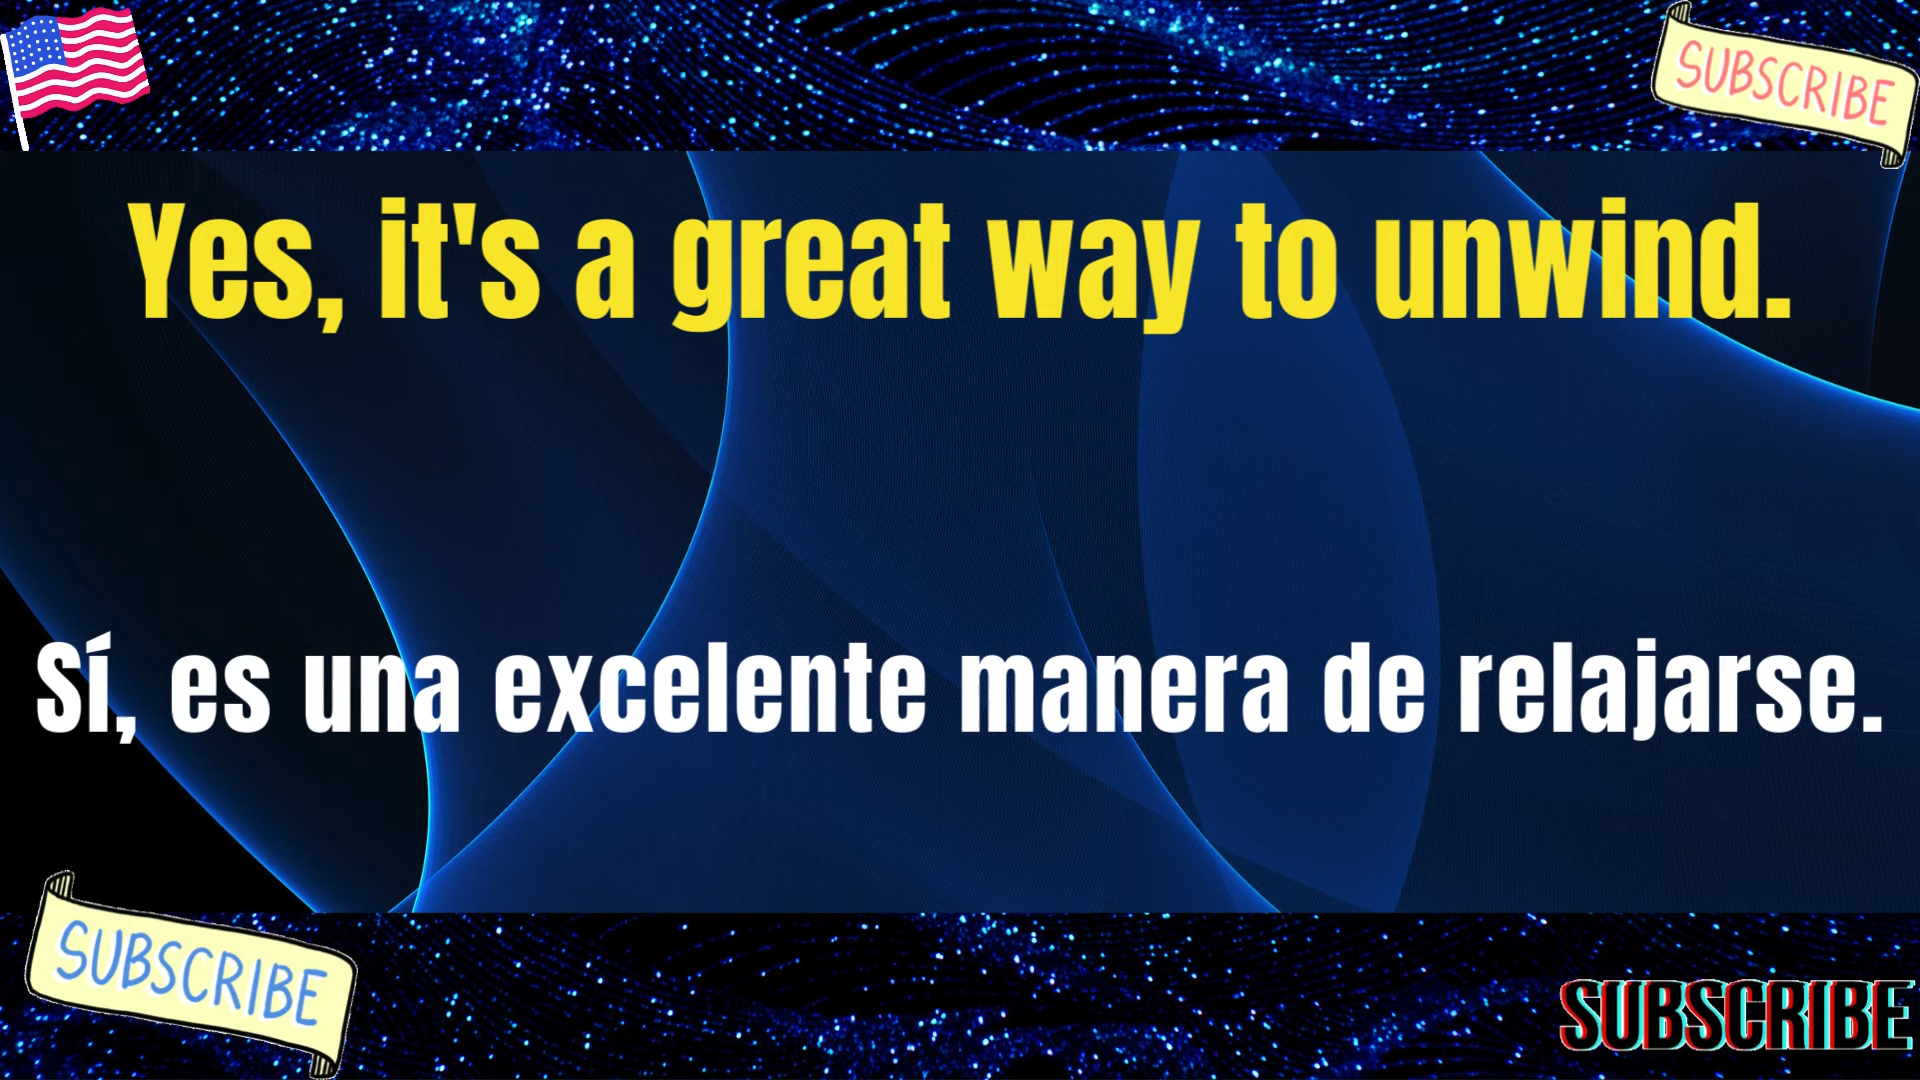 SUBSCRIBE
Yes, it's a great way to unwind.
Sí, es una excelente manera de relajarse.
SUBSCRIBE
SUBSCRIBE